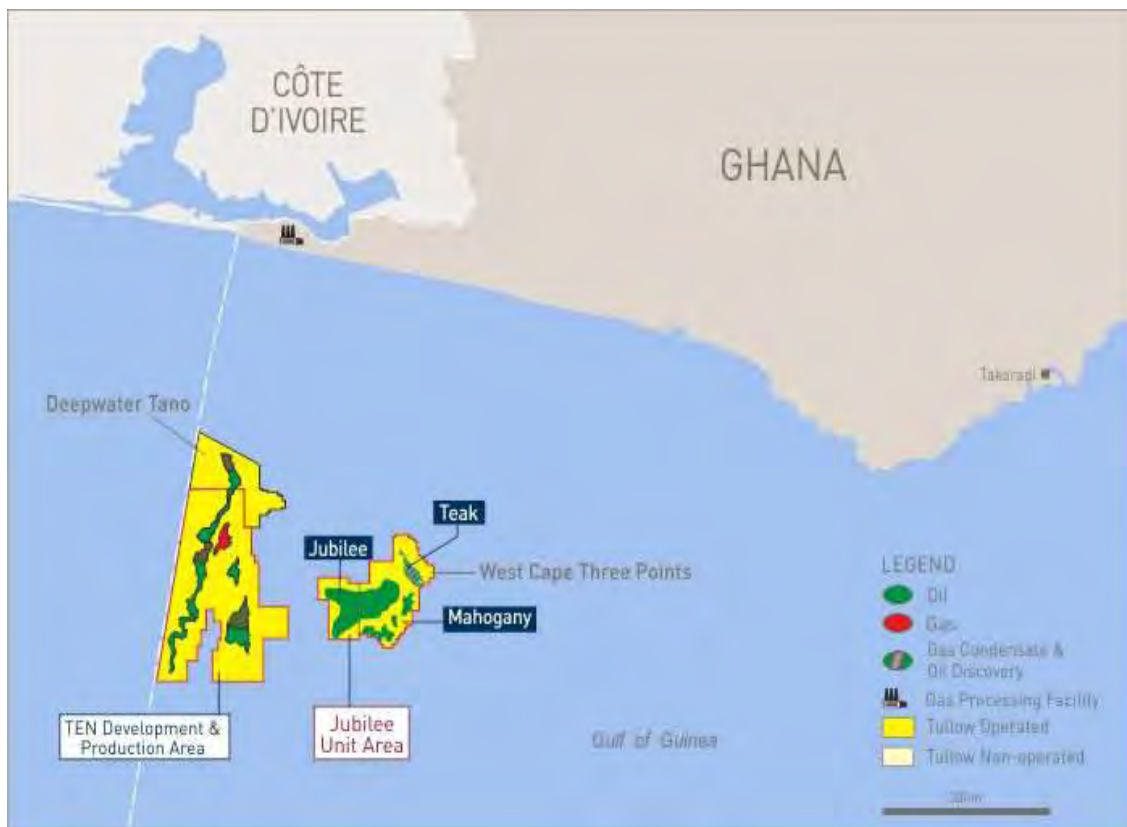 CÔTE
D'IVOIRE
GHANA
Takoradi
Deepwater Tano
Teak
Jubilee
West Cape Three Points
Mahogany
TEN Development &
Production Area
Jubilee
Unit Area
Gulf of Guinea
LEGEND
Oil
Gas
Gas Condensate &
Oil Discovery
Gas Processing Facility
Tullow Operated
Tullow Non-operated